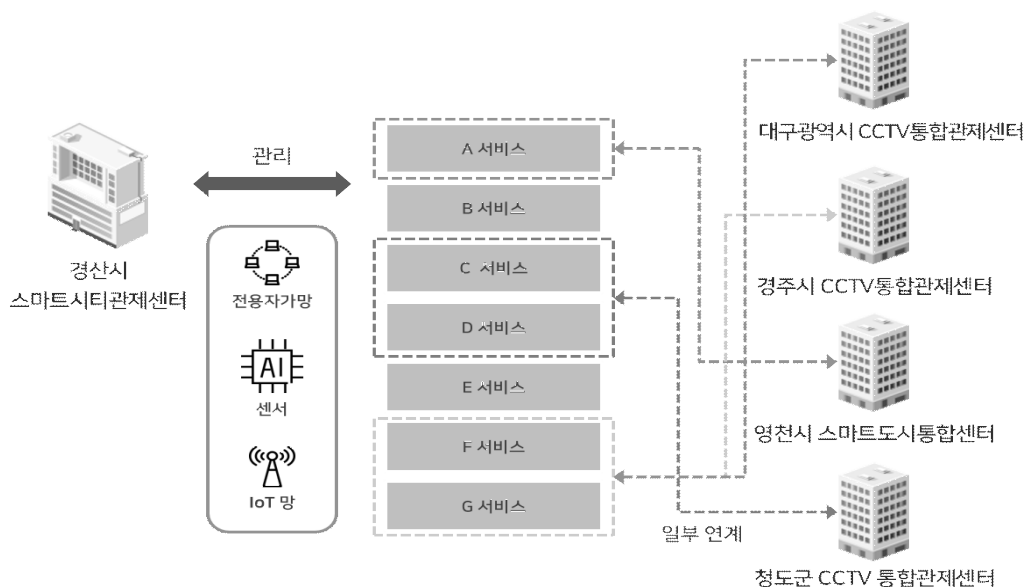 대구광역시 CCTV통합관제센터
관리
A 서비스
B 서비스
경산시
스마트시티관제센터
전용자가망
C 서비스
경주시 CCTV통합관제센터
D 서비스
AI
센서
E 서비스
영천시 스마트도시통합센터
F 서비스
IoT 망
G 서비스
일부 연계
청도군 CCTV 통합관제센터